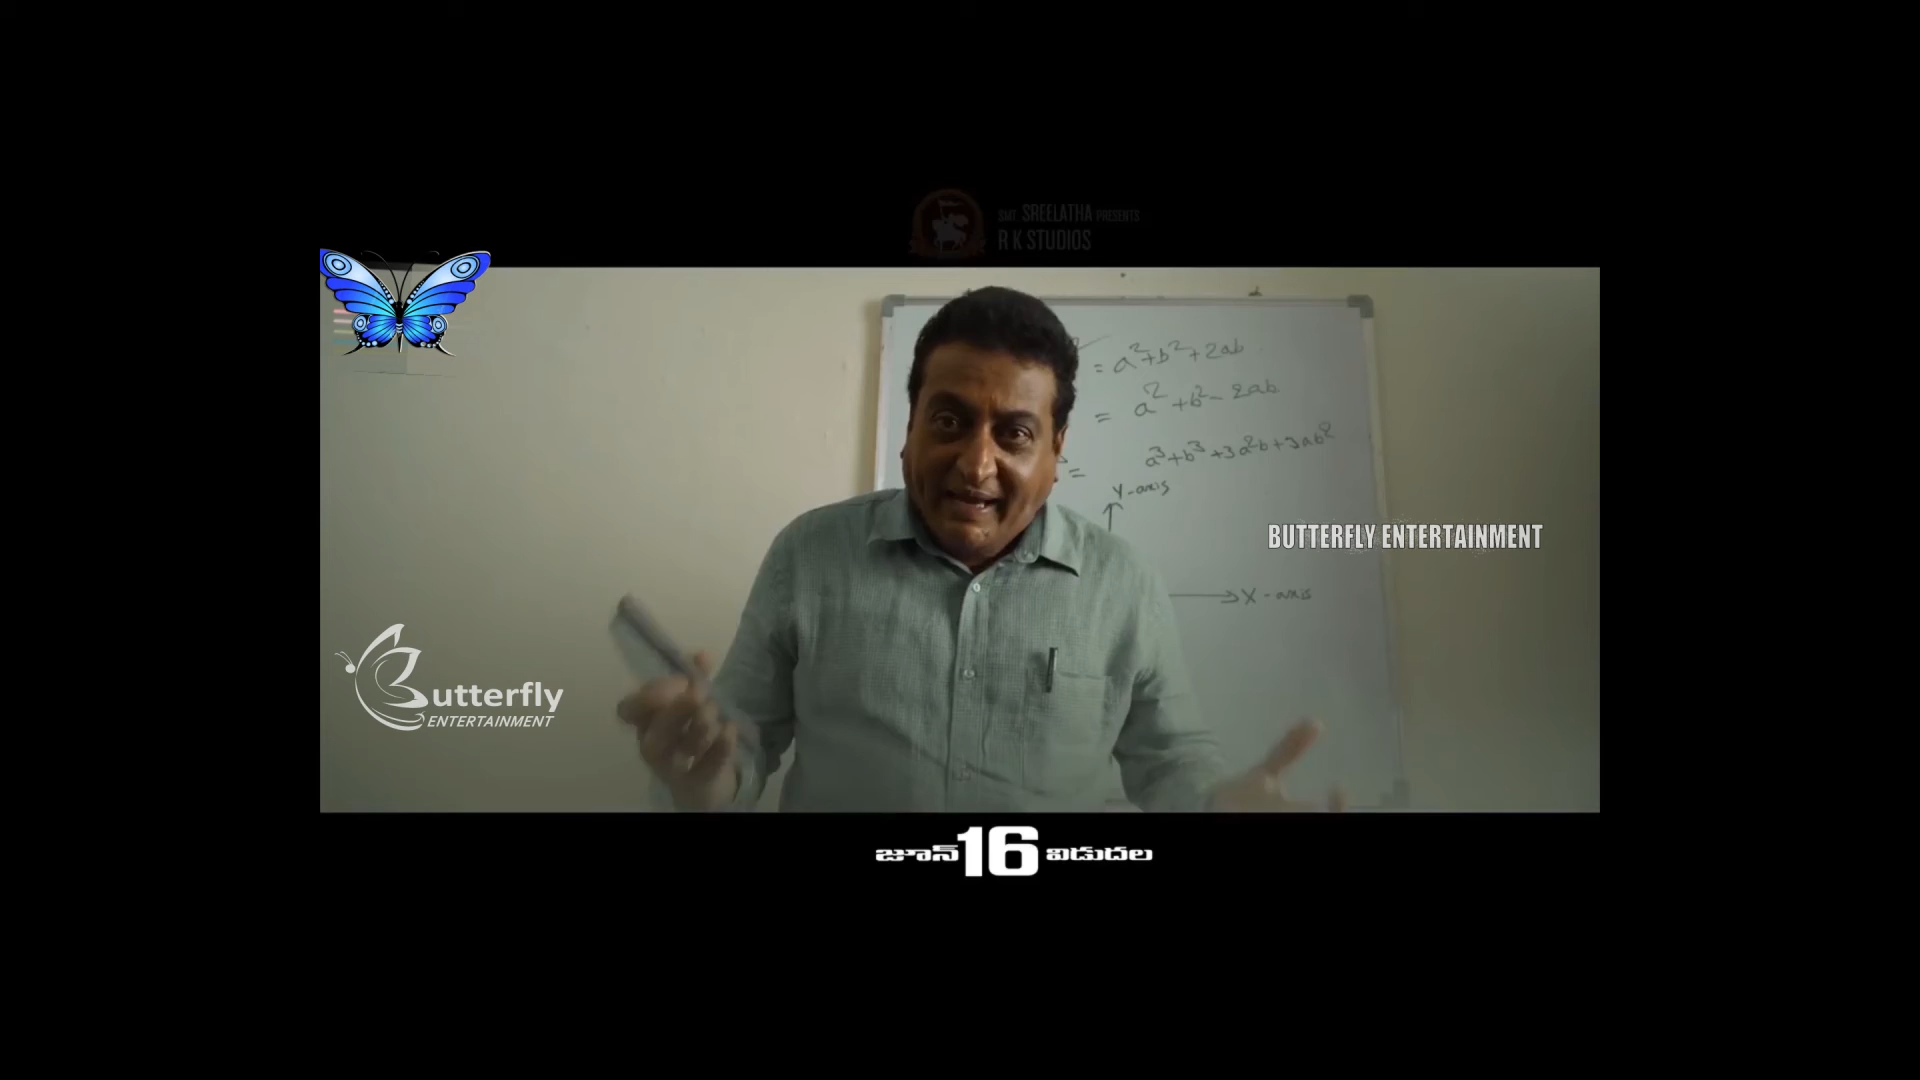 SMT. SREELATHA PRESENTS
R K STUDIOS
= a²+b²+2ab
= a²+b²-2ab
= a³+b³+3a²b+3ab²
Y-axis
BUTTERFLY ENTERTAINMENT
X-axis
Butterfly
ENTERTAINMENT
జూన్ 16 విడుదల